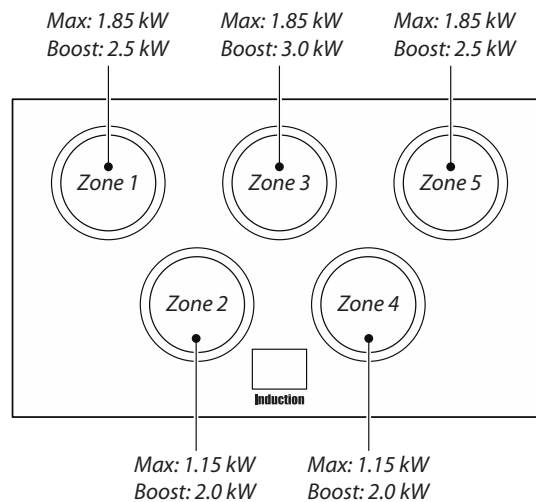 Max: 1.85 kW
Boost: 2.5 kW
Max: 1.85 kW
Boost: 3.0 kW
Max: 1.85 kW
Boost: 2.5 kW
Zone 1
Zone 3
Zone 5
Zone 2
Zone 4
Induction
Max: 1.15 kW
Boost: 2.0 kW
Max: 1.15 kW
Boost: 2.0 kW